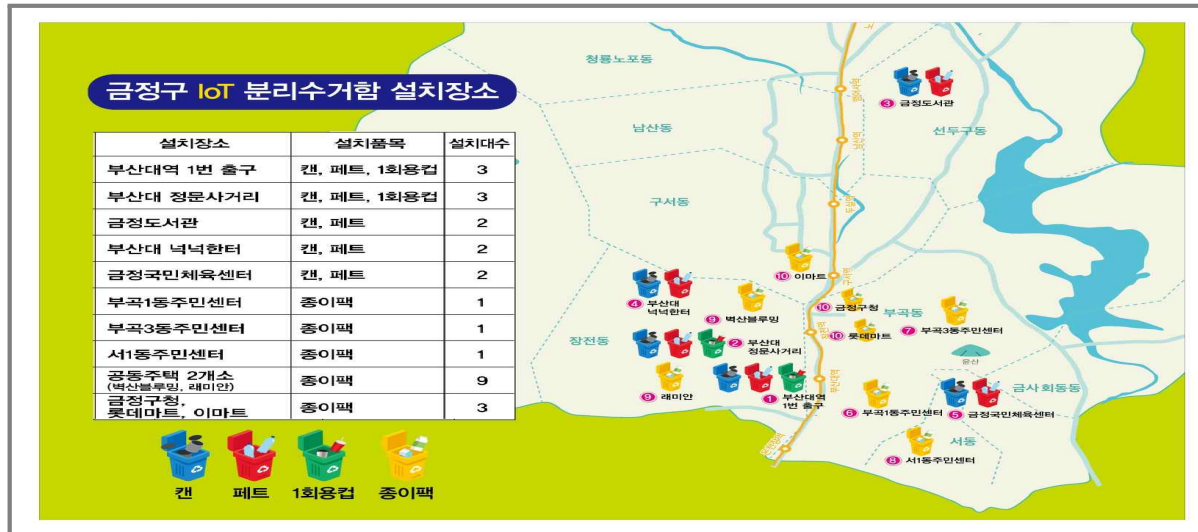 금정구 IoT 분리수거함 설치장소
설치장소 설치품목 설치대수
부산대역 1번 출구 캔, 페트, 1회용컵 3
부산대 정문사거리 캔, 페트, 1회용컵 3
금정도서관 캔, 페트 2
부산대 넉넉한터 캔, 페트 2
금정국민체육센터 캔, 페트 2
부곡1동주민센터 종이팩 1
부곡3동주민센터 종이팩 1
서1동주민센터 종이팩 1
공동주택 2개소
(벽산블루밍, 래미안) 종이팩 9
금정구청,
롯데마트, 이마트 종이팩 3
캔 페트 1회용컵 종이팩
청룡노포동
3 금정도서관
남산동
선두구동
남산역
구서동
두실역
10 이마트
구서역
4 부산대
넉넉한터
9 벽산블루밍
10 금정구청
부곡동
10 롯데마트
7 부곡3동주민센터
장전동
2 부산대
정문사거리
윤산
9 래미안
1 부산대역
1번 출구
부산대역
금사회동동
6 부곡1동주민센터
5 금정국민체육센터
서동
8 서1동주민센터